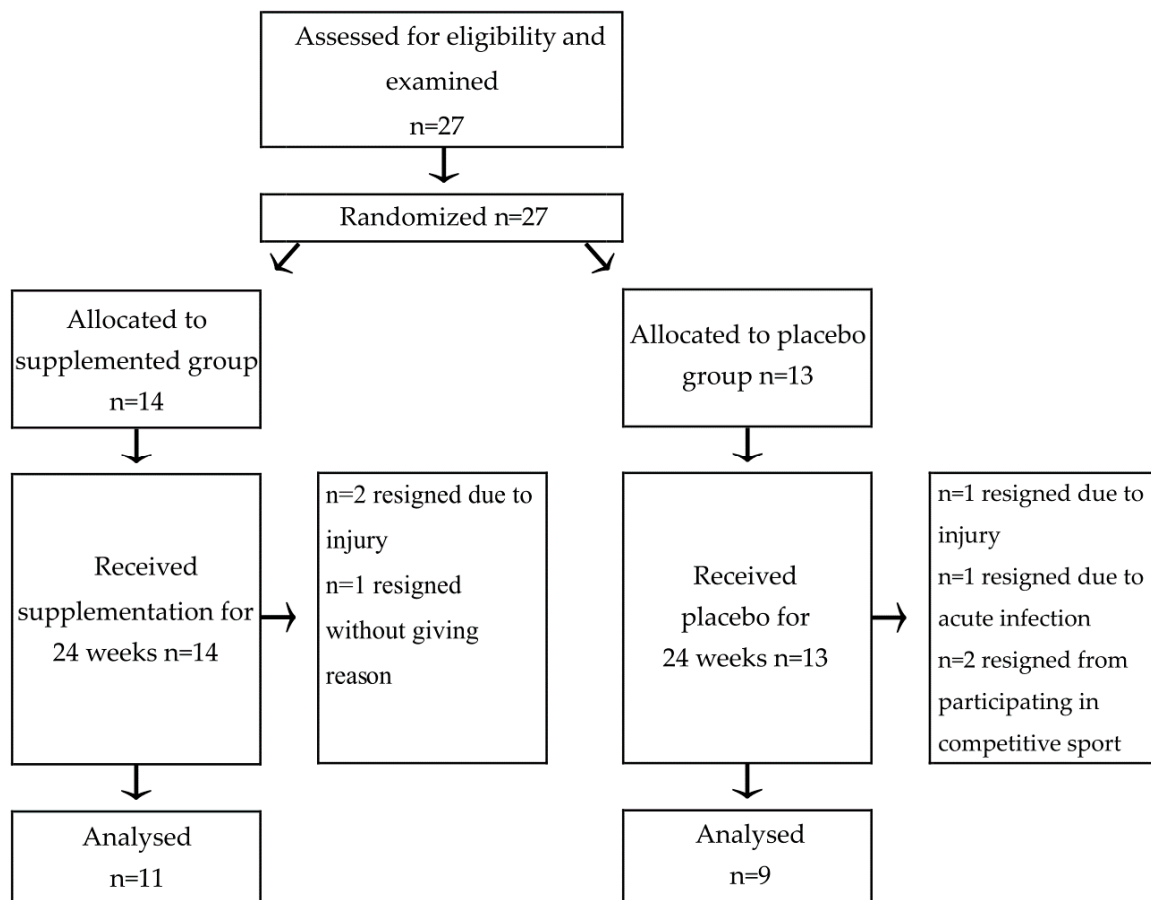 Assessed for eligibility and
examined
n=27
Randomized n=27
Allocated to
supplemented group
n=14
Allocated to placebo
group n=13
Received
supplementation for
24 weeks n=14
n=2 resigned due to
injury
n=1 resigned
without giving
reason
Received
placebo for
24 weeks n=13
n=1 resigned due to
injury
n=1 resigned due to
acute infection
n=2 resigned from
participating in
competitive sport
Analysed
n=11
Analysed
n=9